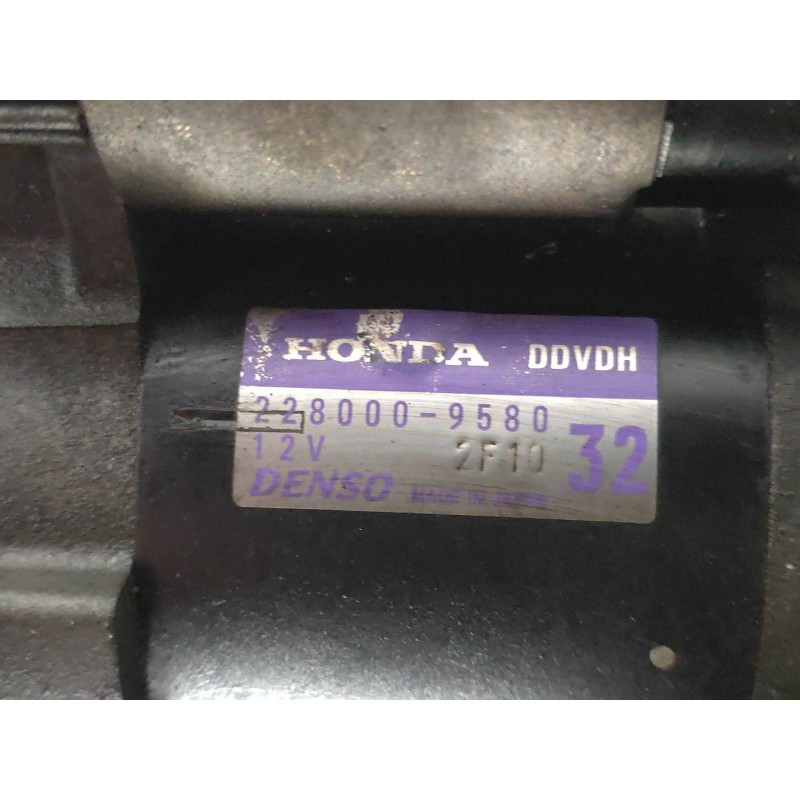 HONDA DDVDH
228000-9580
12V 2F10 32
DENSO MADE IN JAPAN